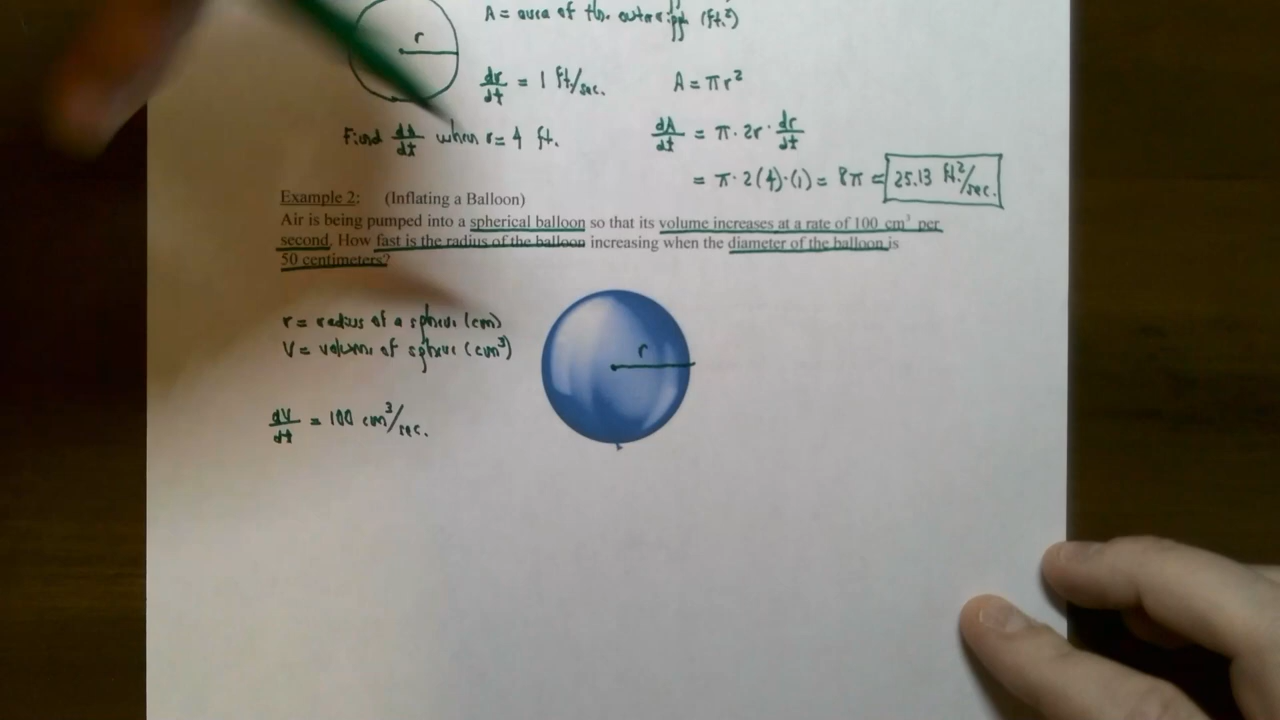 r
A = area of the outer (ft.²)
dr/dt = 1 ft/sec.
A = πr²
Find dA/dt when r = 4 ft.
dA/dt = π · 2r · dr/dt
= π · 2(4) · (1) = 8π ≈ 25.13 ft²/sec.
Example 2: (Inflating a Balloon)
Air is being pumped into a spherical balloon so that its volume increases at a rate of 100 cm³ per
second. How fast is the radius of the balloon increasing when the diameter of the balloon is
50 centimeters?
r = radius of a sphere (cm)
V = volume of sphere (cm³)
r
dV/dt = 100 cm³/sec.